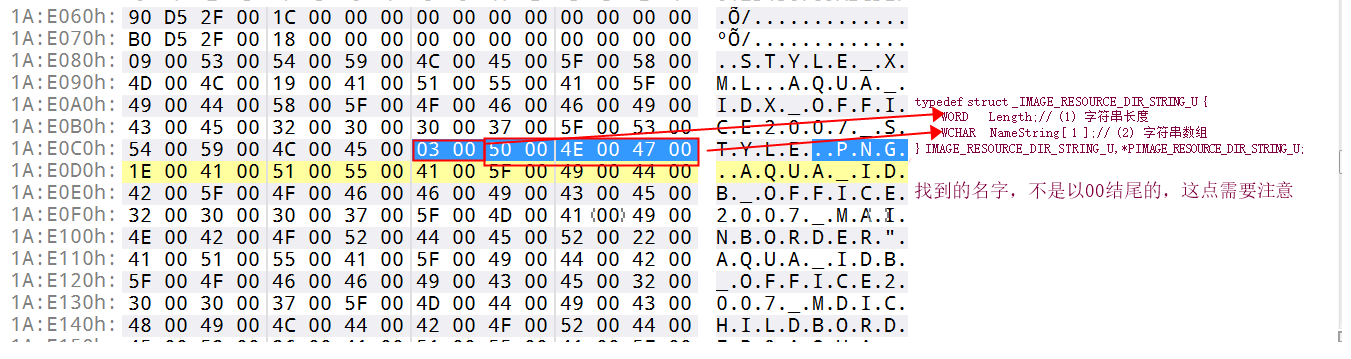 1A:E060h: 90 D5 2F 00 1C 00 00 00 00 00 00 00 00 00 00 00 .Õ/.............
1A:E070h: B0 D5 2F 00 18 00 00 00 00 00 00 00 00 00 00 00 °Õ/.............
1A:E080h: 09 00 53 00 54 00 59 00 4C 00 45 00 5F 00 58 00 ..S.T.Y.L.E._.X.
1A:E090h: 4D 00 4C 00 19 00 41 00 51 00 55 00 41 00 5F 00 M.L...A.Q.U.A._.
1A:E0A0h: 49 00 44 00 58 00 5F 00 4F 00 46 00 46 00 49 00 I.D.X._.O.F.F.I.
1A:E0B0h: 43 00 45 00 32 00 30 00 30 00 37 00 5F 00 53 00 C.E.2.0.0.7._.S.
1A:E0C0h: 54 00 59 00 4C 00 45 00 03 00 50 00 4E 00 47 00 T.Y.L.E...P.N.G.
1A:E0D0h: 1E 00 41 00 51 00 55 00 41 00 5F 00 49 00 44 00 ..A.Q.U.A._.I.D.
1A:E0E0h: 42 00 5F 00 4F 00 46 00 46 00 49 00 43 00 45 00 B._.O.F.F.I.C.E.
1A:E0F0h: 32 00 30 00 30 00 37 00 5F 00 4D 00 41 00 49 00 2.0.0.7._.M.A.I.
1A:E100h: 4E 00 42 00 4F 00 52 00 44 00 45 00 52 00 22 00 N.B.O.R.D.E.R.".
1A:E110h: 41 00 51 00 55 00 41 00 5F 00 49 00 44 00 42 00 A.Q.U.A._.I.D.B.
1A:E120h: 5F 00 4F 00 46 00 46 00 49 00 43 00 45 00 32 00 _.O.F.F.I.C.E.2.
1A:E130h: 30 00 30 00 37 00 5F 00 4D 00 44 00 49 00 43 00 0.0.7._.M.D.I.C.
1A:E140h: 48 00 49 00 4C 00 44 00 42 00 4F 00 52 00 44 00 H.I.L.D.B.O.R.D.
typedef struct _IMAGE_RESOURCE_DIR_STRING_U {
WORD Length;// (1) 字符串长度
WCHAR NameString[ 1 ];// (2) 字符串数组
} IMAGE_RESOURCE_DIR_STRING_U,*PIMAGE_RESOURCE_DIR_STRING_U;
找到的名字，不是以00结尾的，这点需要注意